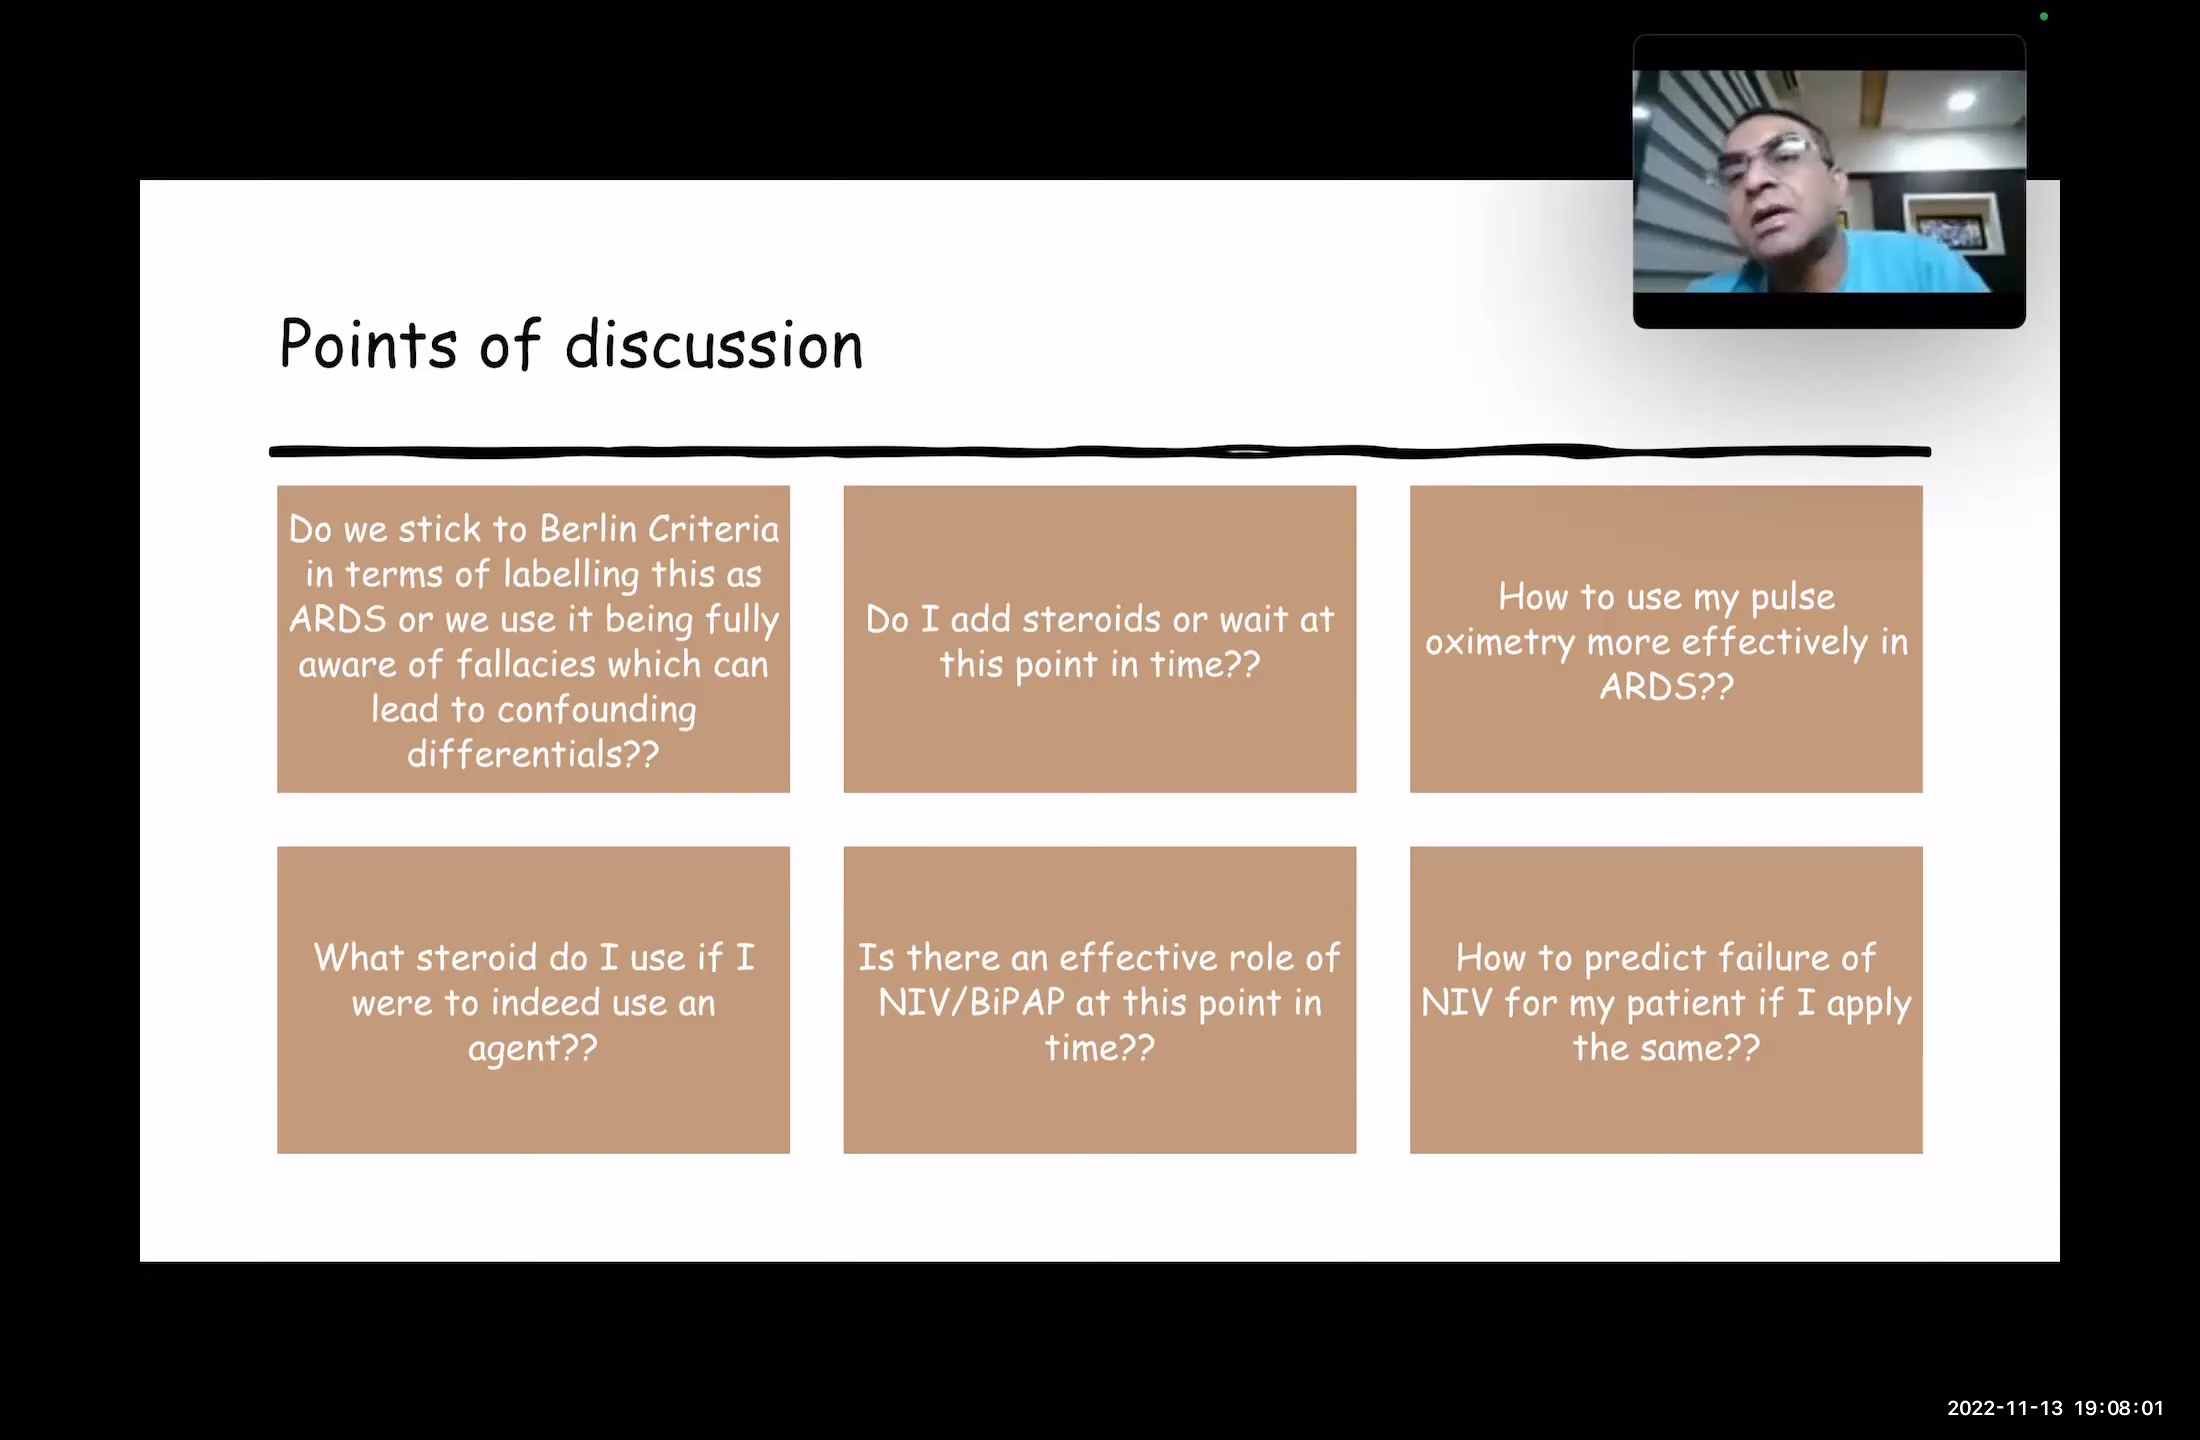 Points of discussion
Do we stick to Berlin Criteria
in terms of labelling this as
ARDS or we use it being fully
aware of fallacies which can
lead to confounding
differentials??
Do I add steroids or wait at
this point in time??
How to use my pulse
oximetry more effectively in
ARDS??
What steroid do I use if I
were to indeed use an
agent??
Is there an effective role of
NIV/BiPAP at this point in
time??
How to predict failure of
NIV for my patient if I apply
the same??
2022-11-13 19:08:01